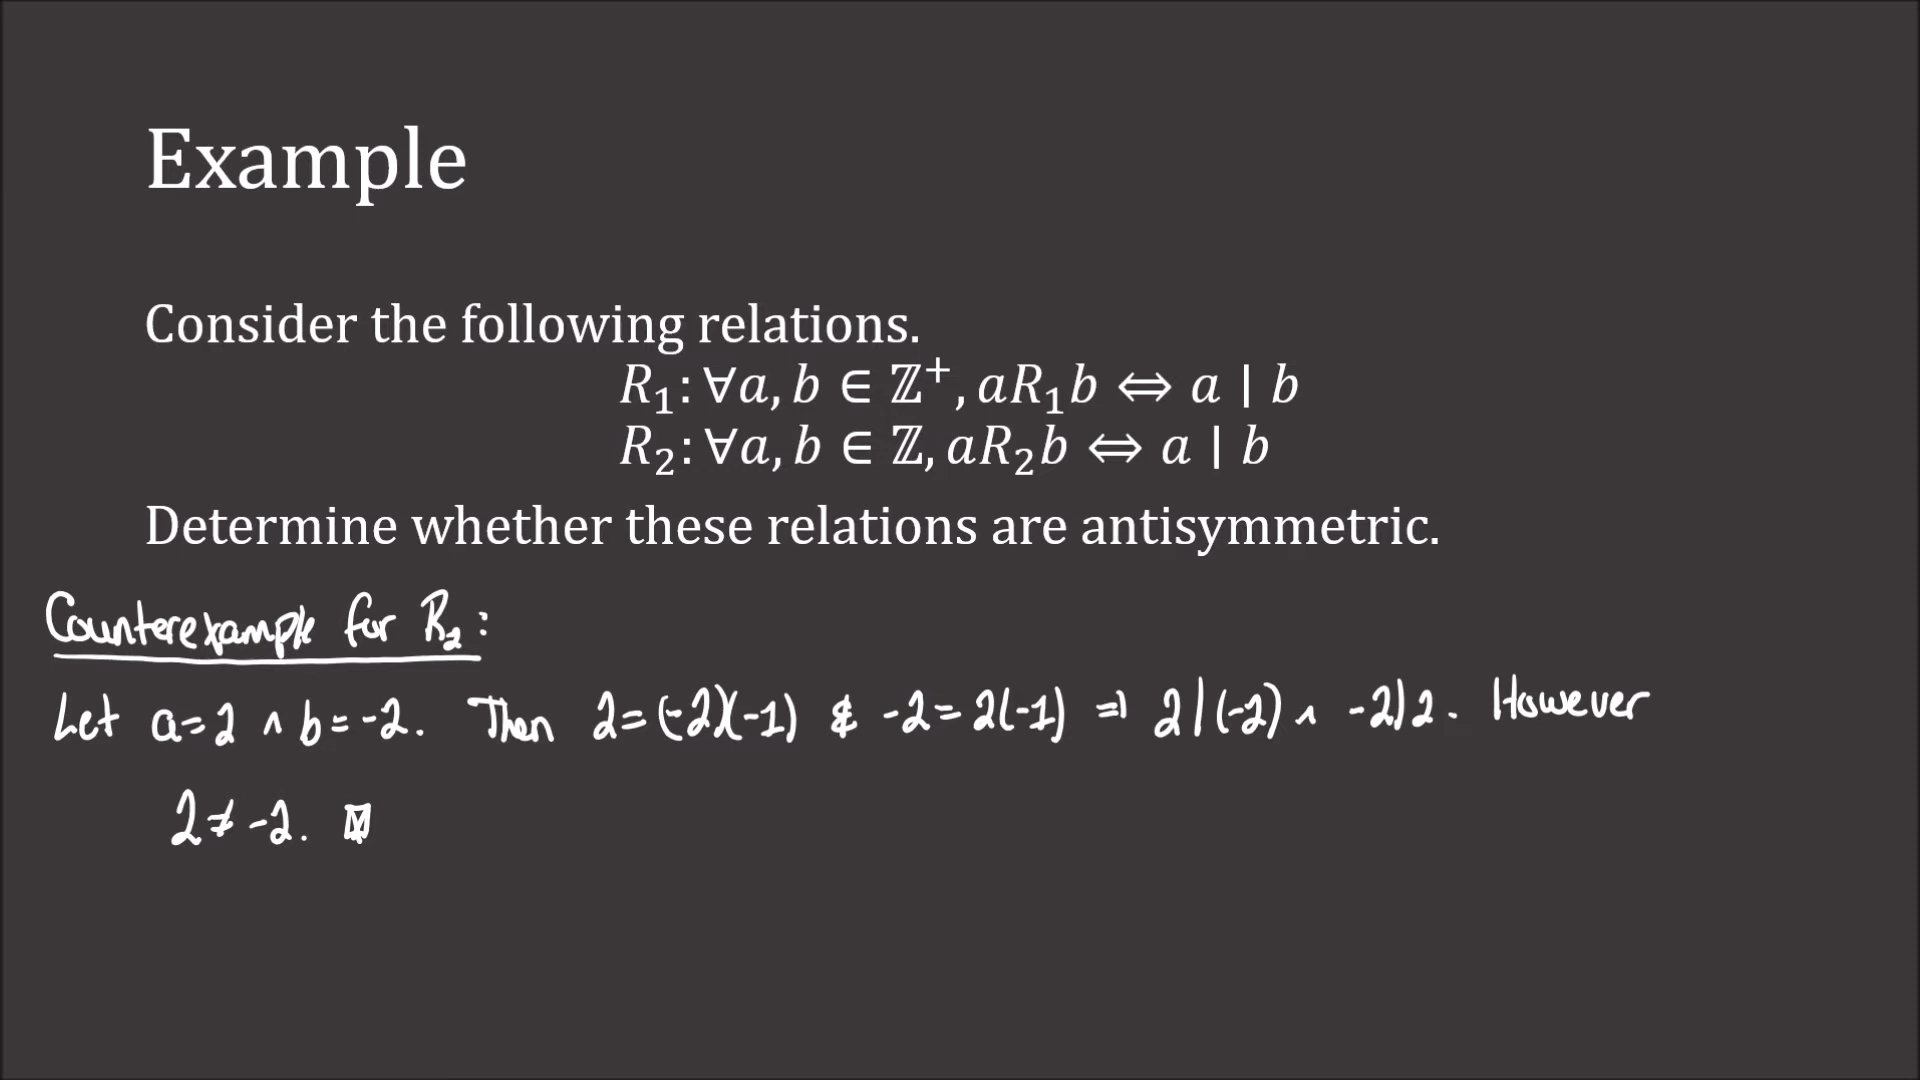 Example
Consider the following relations.
R₁: ∀a, b ∈ ℤ⁺, aR₁b ⇔ a ∣ b
R₂: ∀a, b ∈ ℤ, aR₂b ⇔ a ∣ b
Determine whether these relations are antisymmetric.
Counterexample for R₂:
Let a=2 ∧ b=-2. Then 2=(-2)(-1) & -2=2(-1) ⇒ 2|(-2) ∧ -2|2. However
2≠-2.